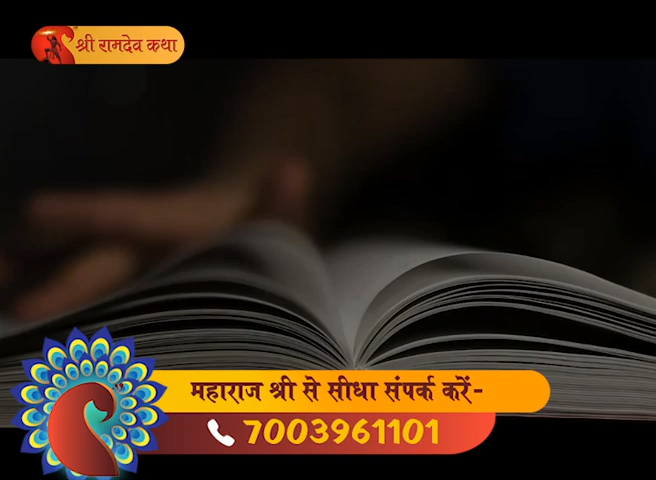 श्री रामदेव कथा
महाराज श्री से सीधा संपर्क करें-
7003961101